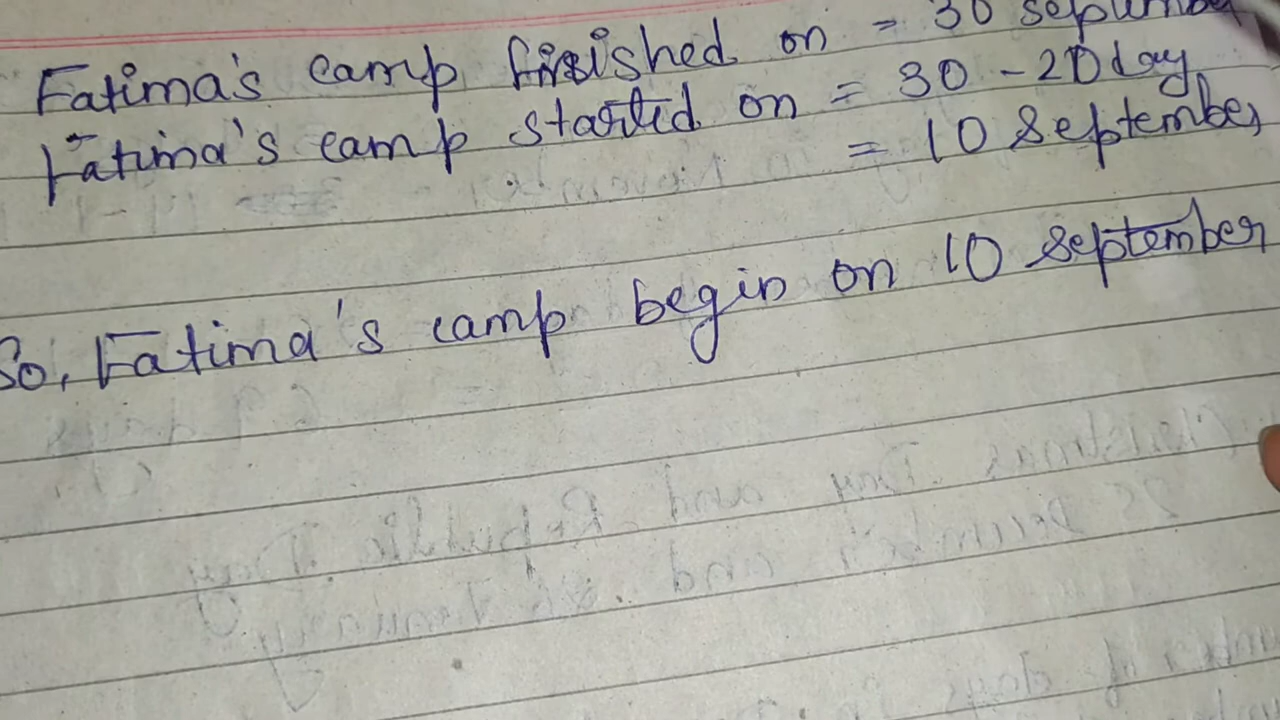 Fatima's camp finished on = 30 September
Fatima's camp started on = 30 - 20 day
= 10 September
So, Fatima's camp begin on 10 September